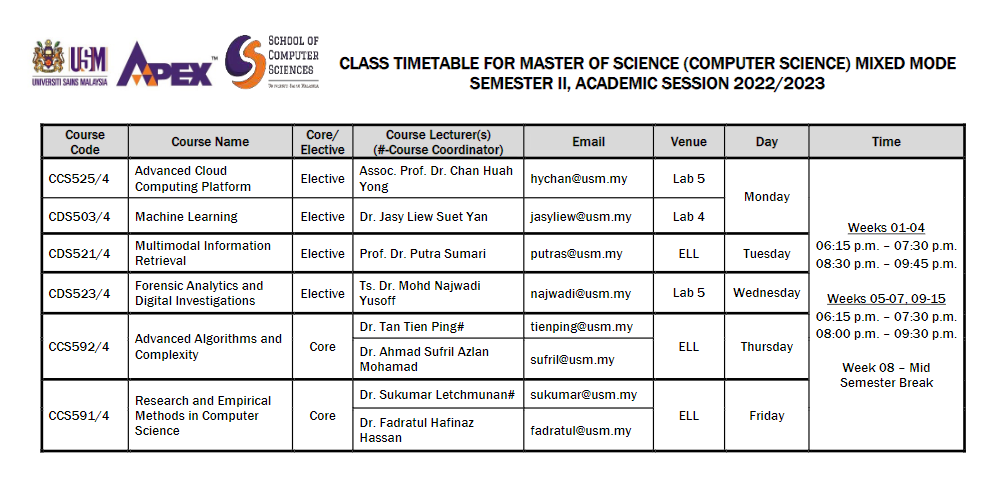 USM
UNIVERSITI SAINS MALAYSIA
APEX™
SCHOOL OF
COMPUTER
SCIENCES
CLASS TIMETABLE FOR MASTER OF SCIENCE (COMPUTER SCIENCE) MIXED MODE
SEMESTER II, ACADEMIC SESSION 2022/2023
Course
Code
Course Name
Core/
Elective
Course Lecturer(s)
(#-Course Coordinator)
Email
Venue
Day
Time
CCS525/4
Advanced Cloud
Computing Platform
Elective
Assoc. Prof. Dr. Chan Huah
Yong
hychan@usm.my
Lab 5
Monday
CDS503/4
Machine Learning
Elective
Dr. Jasy Liew Suet Yan
jasyliew@usm.my
Lab 4
CDS521/4
Multimodal Information
Retrieval
Elective
Prof. Dr. Putra Sumari
putras@usm.my
ELL
Tuesday
CDS523/4
Forensic Analytics and
Digital Investigations
Elective
Ts. Dr. Mohd Najwadi
Yusoff
najwadi@usm.my
Lab 5
Wednesday
CCS592/4
Advanced Algorithms and
Complexity
Core
Dr. Tan Tien Ping#
tienping@usm.my
Dr. Ahmad Sufril Azlan
Mohamad
sufril@usm.my
ELL
Thursday
CCS591/4
Research and Empirical
Methods in Computer
Science
Core
Dr. Sukumar Letchmunan#
sukumar@usm.my
Dr. Fadratul Hafinaz
Hassan
fadratul@usm.my
ELL
Friday
Weeks 01-04
06:15 p.m. – 07:30 p.m.
08:30 p.m. – 09:45 p.m.
Weeks 05-07, 09-15
06:15 p.m. – 07:30 p.m.
08:00 p.m. – 09:30 p.m.
Week 08 – Mid
Semester Break